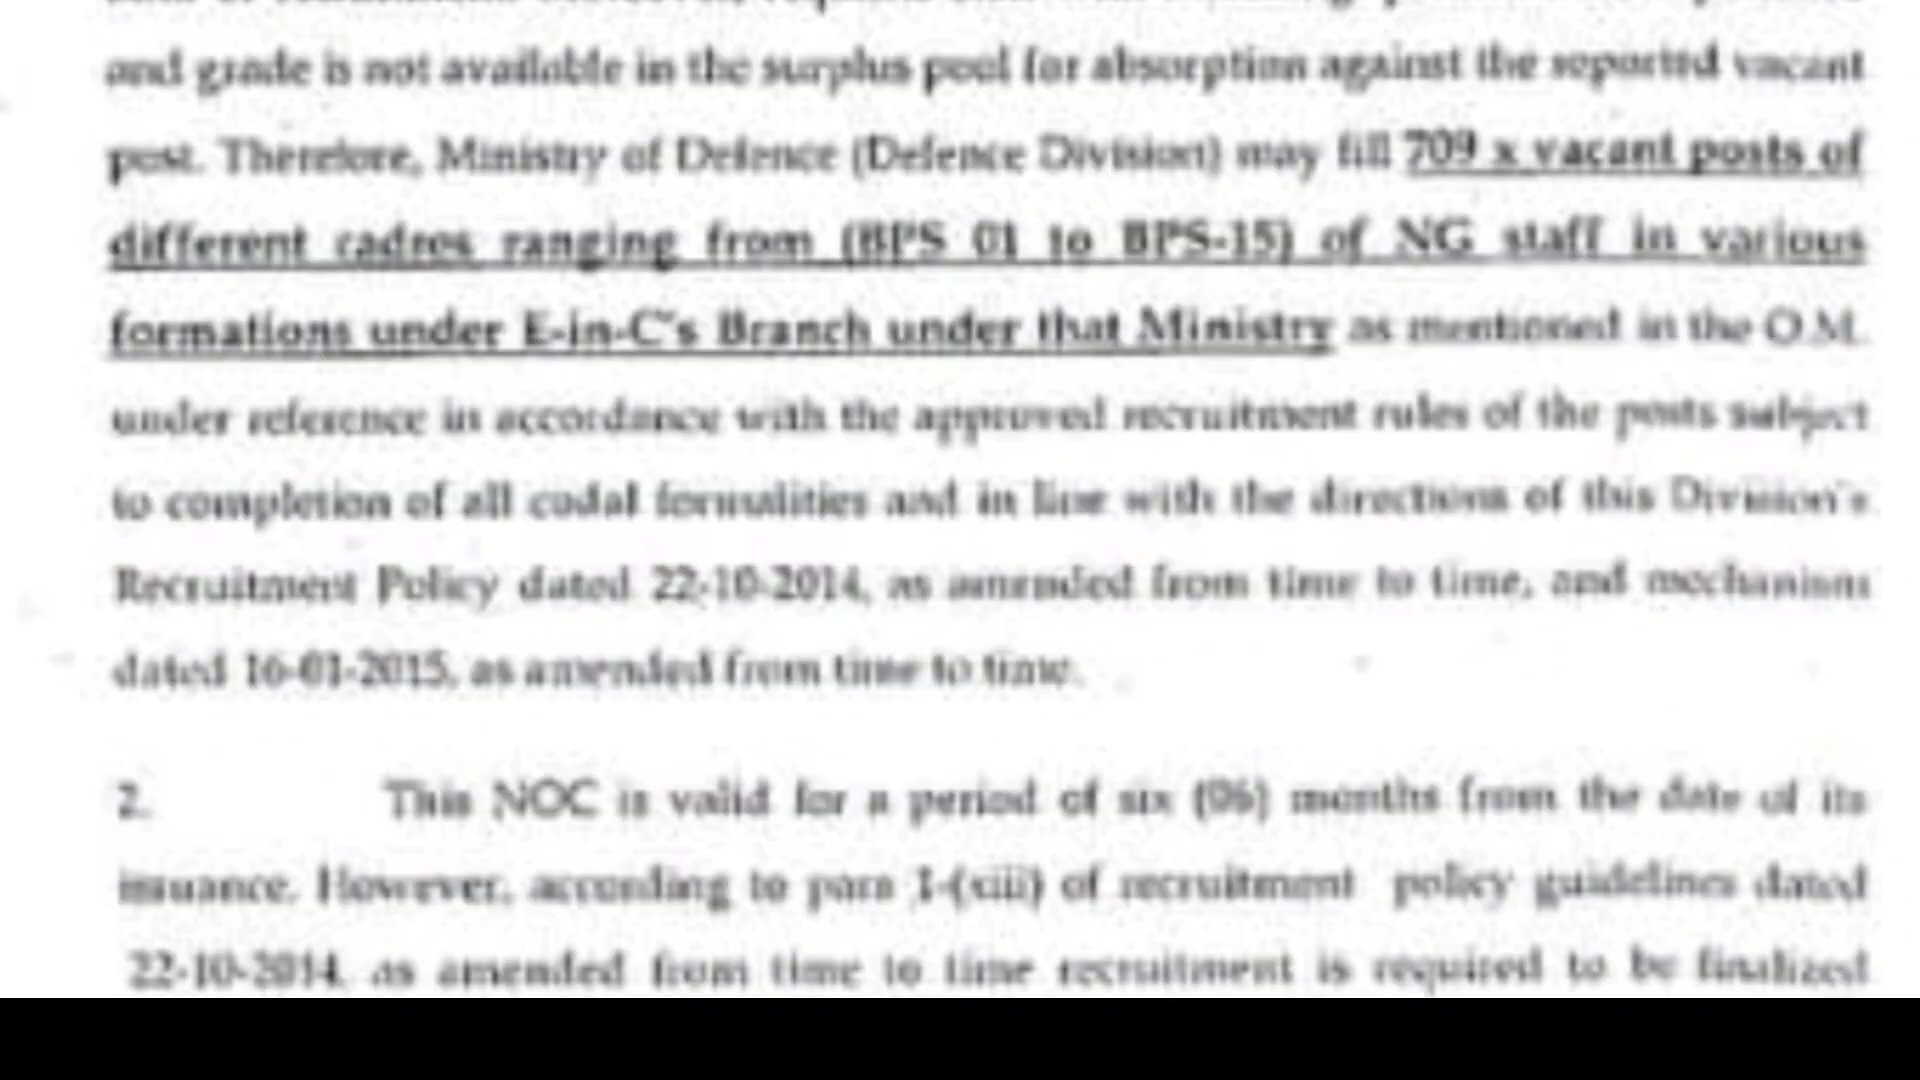 and grade is not available in the surplus pool for absorption against the reported vacant
post. Therefore, Ministry of Defence (Defence Division) may fill 709 x vacant posts of
different cadres ranging from (BPS 01 to BPS-15) of NG staff in various
formations under E-in-C's Branch under that Ministry as mentioned in the O.M.
under reference in accordance with the approved recruitment rules of the posts subject
to completion of all codal formalities and in line with the directions of this Division's
Recruitment Policy dated 22-10-2014, as amended from time to time, and mechanism
dated 16-01-2015, as amended from time to time.
2. This NOC is valid for a period of six (06) months from the date of its
issuance. However, according to para 1-(xiii) of recruitment policy guidelines dated
22-10-2014, as amended from time to time recruitment is required to be finalized